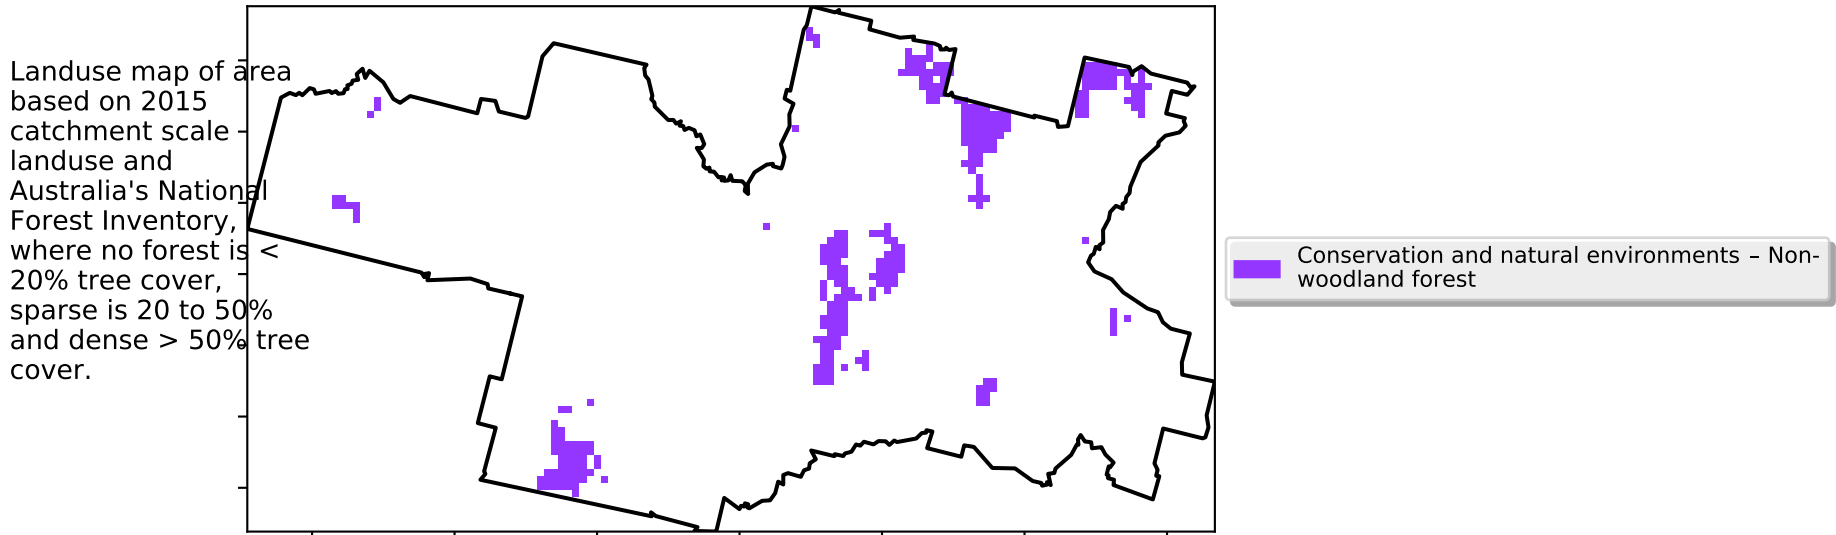 Landuse map of area
based on 2015
catchment scale
landuse and
Australia's National
Forest Inventory,
where no forest is <
20% tree cover,
sparse is 20 to 50%
and dense > 50% tree
cover.
Conservation and natural environments – Non-
woodland forest